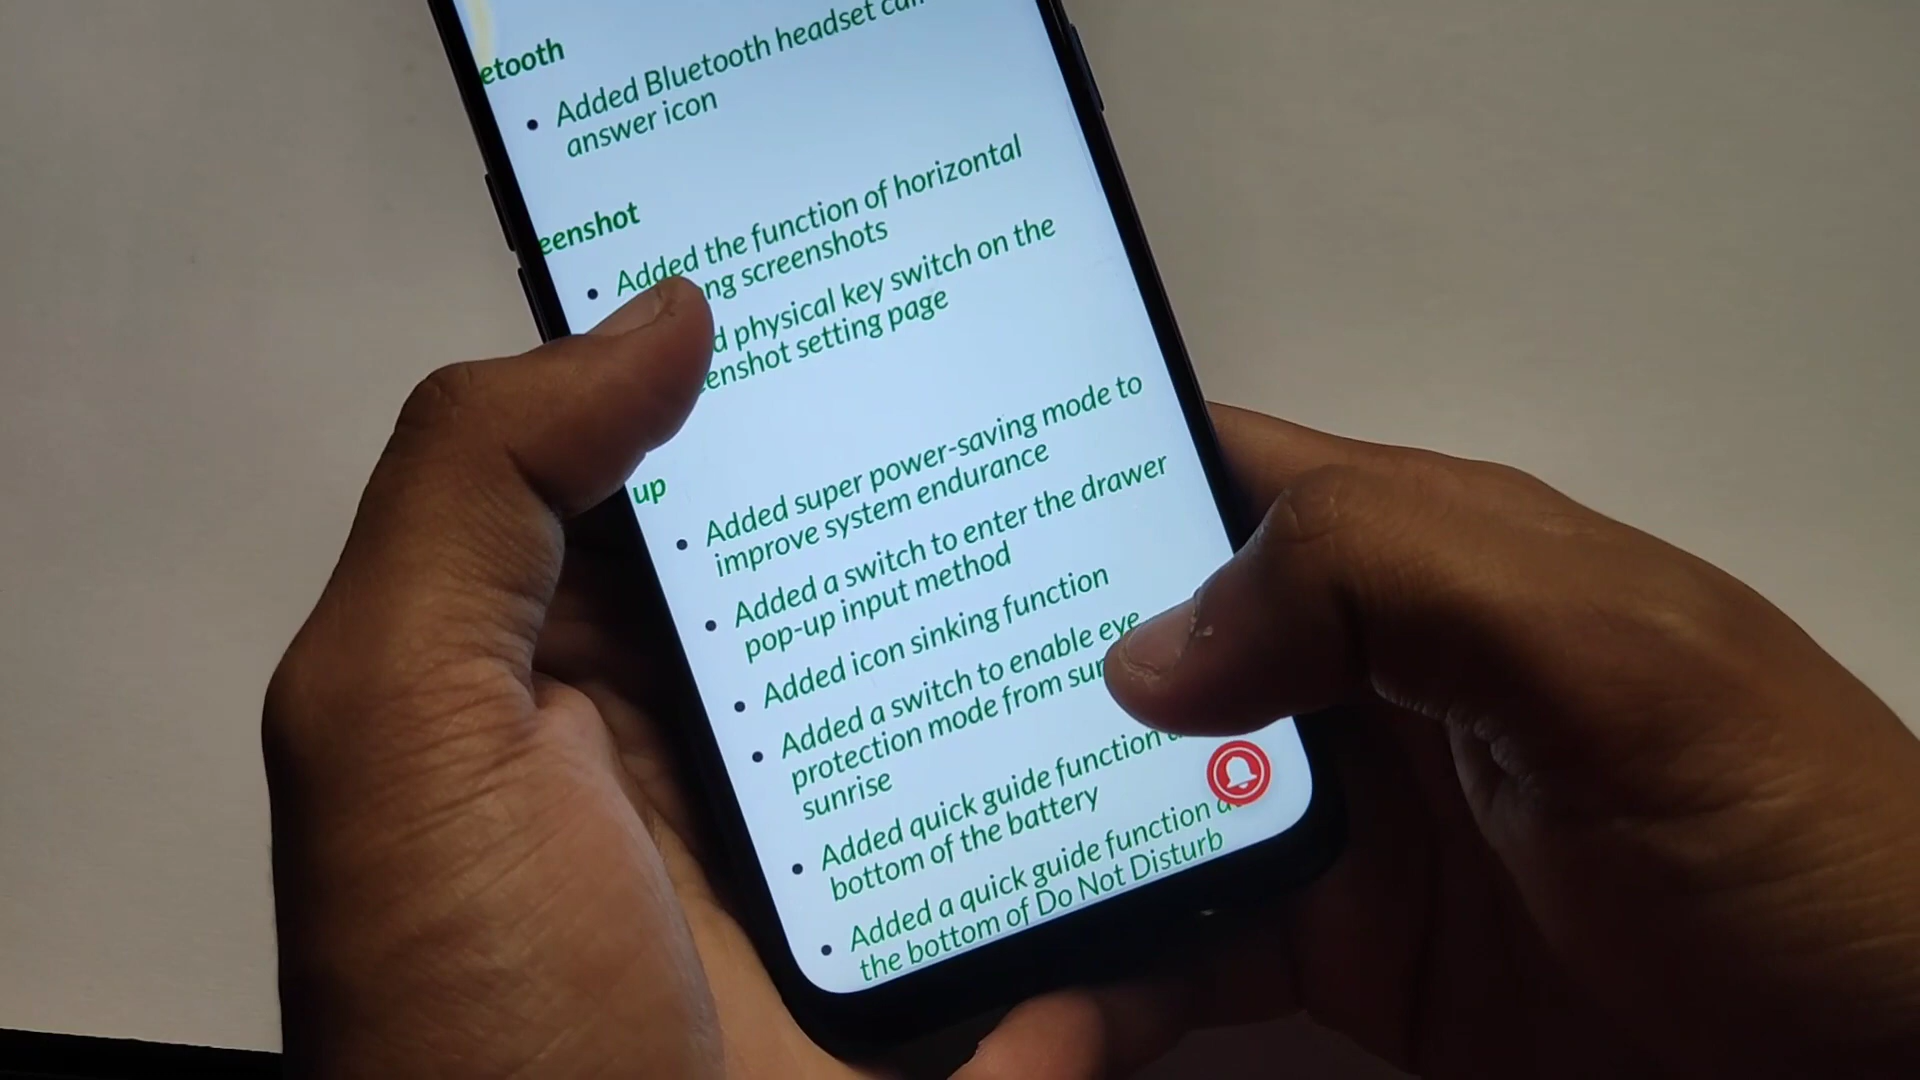 etooth
Added Bluetooth headset call
answer icon
eenshot
Added the function of horizontal
ng screenshots
d physical key switch on the
eenshot setting page
up
Added super power-saving mode to
improve system endurance
Added a switch to enter the drawer
pop-up input method
Added icon sinking function
Added a switch to enable eye
protection mode from
sunrise
Added quick guide function
bottom of the battery
Added a quick guide function
the bottom of Do Not Disturb